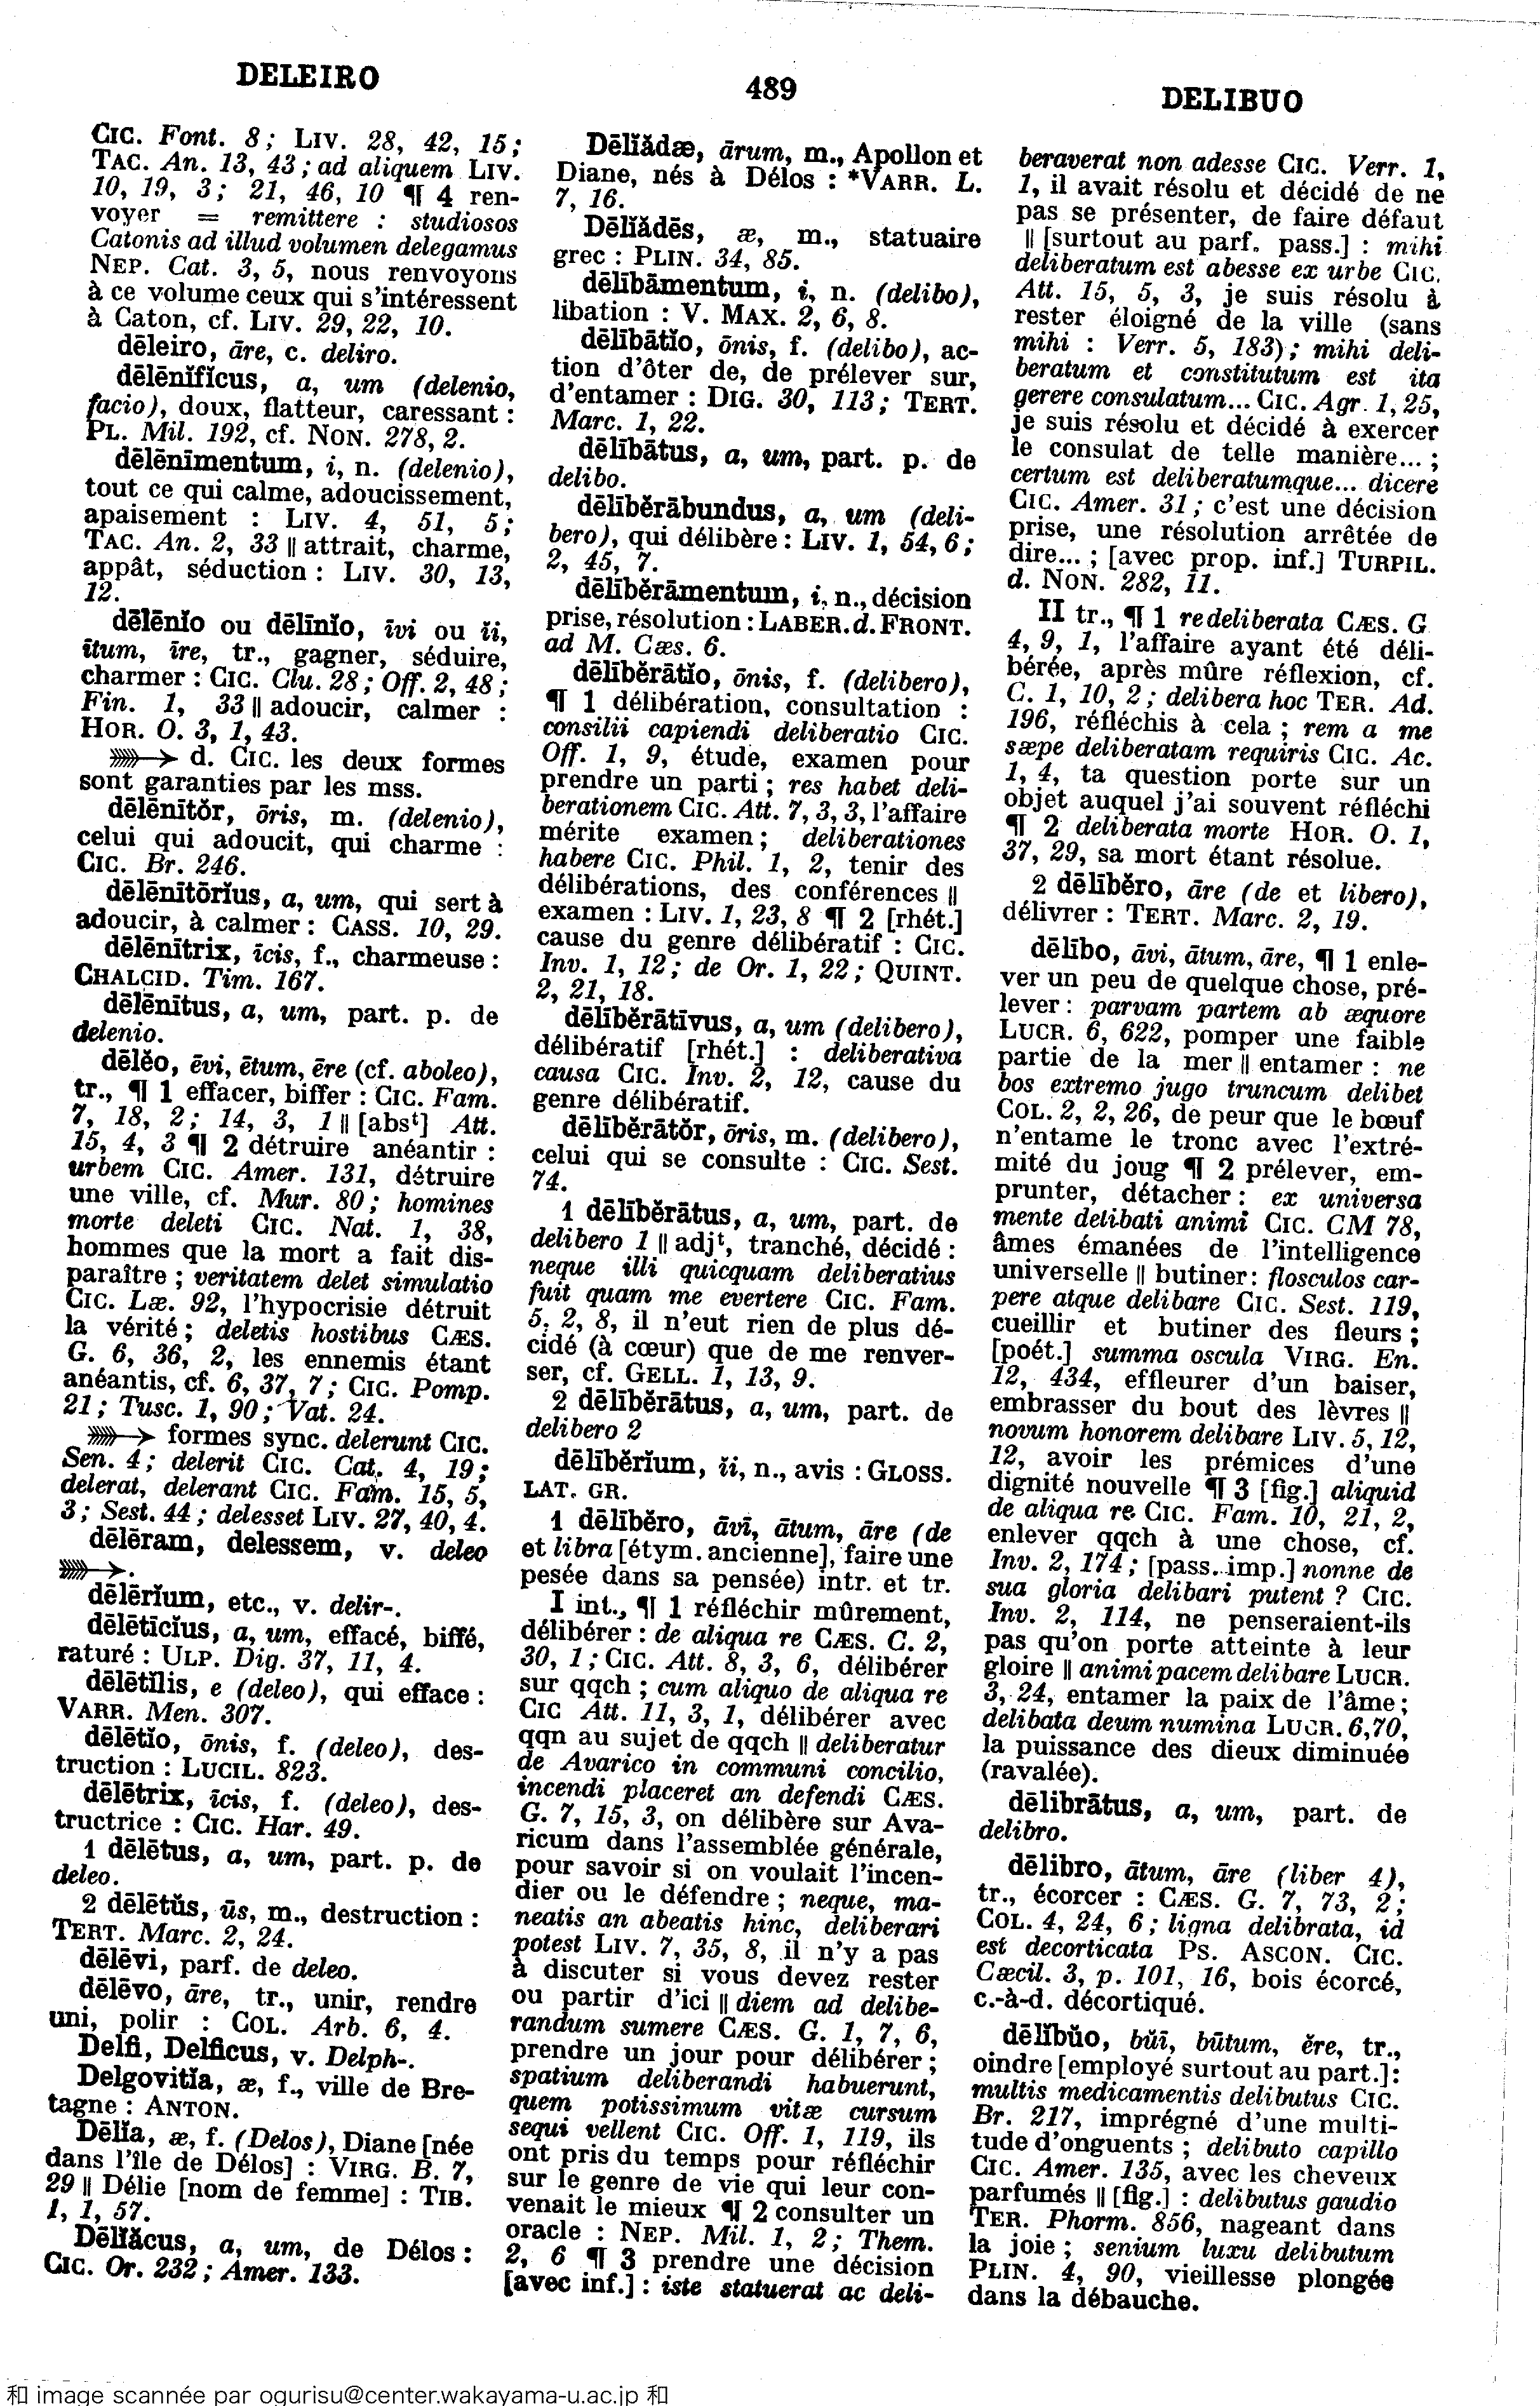 DELEIRO
489
DELIBUO
CIC. Font. 8; LIV. 28, 42, 15;
TAC. An. 13, 43; ad aliquem LIV.
10, 19, 3; 21, 46, 10 ¶ 4 ren-
voyer = remittere : studiosos
Catonis ad illud volumen delegamus
NEP. Cat. 3, 5, nous renvoyons
à ce volume ceux qui s'intéressent
à Caton, cf. LIV. 29, 22, 10.
dēleiro, āre, c. deliro.
dēlēnĭfĭcus, a, um (delenio,
facio), doux, flatteur, caressant :
PL. Mil. 192, cf. NON. 278, 2.
dēlēnīmentum, i, n. (delenio),
tout ce qui calme, adoucissement,
apaisement : LIV. 4, 51, 5;
TAC. An. 2, 33 || attrait, charme,
appât, séduction : LIV. 30, 13,
12.
dēlēnĭo ou dēlīnĭo, īvi ou ĭi,
ītum, īre, tr., gagner, séduire,
charmer : CIC. Clu. 28; Off. 2, 48;
Fin. 1, 33 || adoucir, calmer :
HOR. O. 3, 1, 43.
⟶ d. CIC. les deux formes
sont garanties par les mss.
dēlēnītŏr, ōris, m. (delenio),
celui qui adoucit, qui charme :
CIC. Br. 246.
dēlēnītōrĭus, a, um, qui sert à
adoucir, à calmer : CASS. 10, 29.
dēlēnītrix, īcis, f., charmeuse :
CHALCID. Tim. 167.
dēlēnītus, a, um, part. p. de
delenio.
dēlĕo, ēvi, ētum, ēre (cf. aboleo),
tr., ¶ 1 effacer, biffer : CIC. Fam.
7, 18, 2; 14, 3, 1 || [absᵗ] Att.
15, 4, 3 ¶ 2 détruire anéantir :
urbem CIC. Amer. 131, détruire
une ville, cf. Mur. 80; homines
morte deleti CIC. Nat. 1, 38,
hommes que la mort a fait dis-
paraître; veritatem delet simulatio
CIC. Læ. 92, l'hypocrisie détruit
la vérité; deletis hostibus CÆS.
G. 6, 36, 2, les ennemis étant
anéantis, cf. 6, 37, 7; CIC. Pomp.
21; Tusc. 1, 90; Vat. 24.
⟶ formes sync. delerunt CIC.
Sen. 4; delerit CIC. Cat. 4, 19;
delerat, delerant CIC. Fam. 15, 5,
3; Sest. 44; delesset LIV. 27, 40, 4.
dēlēram, delessem, v. deleo
⟶.
dēlērĭum, etc., v. delir-.
dēlētīcĭus, a, um, effacé, biffé,
raturé : ULP. Dig. 37, 11, 4.
dēlētĭlis, e (deleo), qui efface :
VARR. Men. 307.
dēlētĭo, ōnis, f. (deleo), des-
truction : LUCIL. 823.
dēlētrix, īcis, f. (deleo), des-
tructrice : CIC. Har. 49.
1 dēlētus, a, um, part. p. de
deleo.
2 dēlētŭs, ūs, m., destruction :
TERT. Marc. 2, 24.
dēlēvi, parf. de deleo.
dēlēvo, āre, tr., unir, rendre
uni, polir : COL. Arb. 6, 4.
Delfi, Delficus, v. Delph-.
Delgovitĭa, æ, f., ville de Bre-
tagne : ANTON.
Dēlĭa, æ, f. (Delos), Diane [née
dans l'île de Délos] : VIRG. B. 7,
29 || Délie [nom de femme] : TIB.
1, 1, 57.
Dēlĭăcus, a, um, de Délos :
CIC. Or. 232; Amer. 133.
Dēlĭădæ, ārum, m., Apollon et
Diane, nés à Délos : *VARR. L.
7, 16.
Dēlĭădēs, æ, m., statuaire
grec : PLIN. 34, 85.
dēlībāmentum, i, n. (delibo),
libation : V. MAX. 2, 6, 8.
dēlībātĭo, ōnis, f. (delibo), ac-
tion d'ôter de, de prélever sur,
d'entamer : DIG. 30, 113; TERT.
Marc. 1, 22.
dēlībātus, a, um, part. p. de
delibo.
dēlībĕrābundus, a, um (deli-
bero), qui délibère : LIV. 1, 54, 6;
2, 45, 7.
dēlībĕrāmentum, i, n., décision
prise, résolution : LABER. d. FRONT.
ad M. Cæs. 6.
dēlībĕrātĭo, ōnis, f. (delibero),
¶ 1 délibération, consultation :
consilii capiendi deliberatio CIC.
Off. 1, 9, étude, examen pour
prendre un parti; res habet deli-
berationem CIC. Att. 7, 3, 3, l'affaire
mérite examen; deliberationes
habere CIC. Phil. 1, 2, tenir des
délibérations, des conférences ||
examen : LIV. 1, 23, 8 ¶ 2 [rhét.]
cause du genre délibératif : CIC.
Inv. 1, 12; de Or. 1, 22; QUINT.
2, 21, 18.
dēlībĕrātīvus, a, um (delibero),
délibératif [rhét.] : deliberativa
causa CIC. Inv. 2, 12, cause du
genre délibératif.
dēlībĕrātŏr, ōris, m. (delibero),
celui qui se consulte : CIC. Sest.
74.
1 dēlībĕrātus, a, um, part. de
delibero 1 || adjᵗ, tranché, décidé :
neque illi quicquam deliberatius
fuit quam me evertere CIC. Fam.
5, 2, 8, il n'eut rien de plus dé-
cidé (à cœur) que de me renver-
ser, cf. GELL. 1, 13, 9.
2 dēlībĕrātus, a, um, part. de
delibero 2
dēlībĕrĭum, ĭi, n., avis : GLOSS.
LAT. GR.
1 dēlībĕro, āvī, ātum, āre (de
et libra [étym. ancienne], faire une
pesée dans sa pensée) intr. et tr.
I int., ¶ 1 réfléchir mûrement,
délibérer : de aliqua re CÆS. C. 2,
30, 1; CIC. Att. 8, 3, 6, délibérer
sur qqch; cum aliquo de aliqua re
CIC Att. 11, 3, 1, délibérer avec
qqn au sujet de qqch || deliberatur
de Avarico in communi concilio,
incendi placeret an defendi CÆS.
G. 7, 15, 3, on délibère sur Ava-
ricum dans l'assemblée générale,
pour savoir si on voulait l'incen-
dier ou le défendre; neque, ma-
neatis an abeatis hinc, deliberari
potest LIV. 7, 35, 8, il n'y a pas
à discuter si vous devez rester
ou partir d'ici || diem ad delibe-
randum sumere CÆS. G. 1, 7, 6,
prendre un jour pour délibérer;
spatium deliberandi habuerunt,
quem potissimum vitæ cursum
sequi vellent CIC. Off. 1, 119, ils
ont pris du temps pour réfléchir
sur le genre de vie qui leur con-
venait le mieux ¶ 2 consulter un
oracle : NEP. Mil. 1, 2; Them.
2, 6 ¶ 3 prendre une décision
[avec inf.] : iste statuerat ac deli-
beraverat non adesse CIC. Verr. 1,
1, il avait résolu et décidé de ne
pas se présenter, de faire défaut
|| [surtout au parf. pass.] : mihi
deliberatum est abesse ex urbe CIC.
Att. 15, 5, 3, je suis résolu à
rester éloigné de la ville (sans
mihi : Verr. 5, 183); mihi deli-
beratum et constitutum est ita
gerere consulatum... CIC. Agr. 1, 25,
je suis résolu et décidé à exercer
le consulat de telle manière... ;
certum est deliberatumque... dicere
CIC. Amer. 31; c'est une décision
prise, une résolution arrêtée de
dire... ; [avec prop. inf.] TURPIL.
d. NON. 282, 11.
II tr., ¶ 1 re deliberata CÆS. G
4, 9, 1, l'affaire ayant été déli-
bérée, après mûre réflexion, cf.
C. 1, 10, 2; delibera hoc TER. Ad.
196, réfléchis à cela; rem a me
sæpe deliberatam requiris CIC. Ac.
1, 4, ta question porte sur un
objet auquel j'ai souvent réfléchi
¶ 2 deliberata morte HOR. O. 1,
37, 29, sa mort étant résolue.
2 dēlībĕro, āre (de et libero),
délivrer : TERT. Marc. 2, 19.
dēlībo, āvi, ātum, āre, ¶ 1 enle-
ver un peu de quelque chose, pré-
lever : parvam partem ab æquore
LUCR. 6, 622, pomper une faible
partie de la mer || entamer : ne
bos extremo jugo truncum delibet
COL. 2, 2, 26, de peur que le bœuf
n'entame le tronc avec l'extré-
mité du joug ¶ 2 prélever, em-
prunter, détacher : ex universa
mente delibati animi CIC. CM 78,
âmes émanées de l'intelligence
universelle || butiner : flosculos car-
pere atque delibare CIC. Sest. 119,
cueillir et butiner des fleurs;
[poét.] summa oscula VIRG. En.
12, 434, effleurer d'un baiser,
embrasser du bout des lèvres ||
novum honorem delibare LIV. 5, 12,
12, avoir les prémices d'une
dignité nouvelle ¶ 3 [fig.] aliquid
de aliqua re CIC. Fam. 10, 21, 2,
enlever qqch à une chose, cf.
Inv. 2, 174; [pass. imp.] nonne de
sua gloria delibari putent ? CIC.
Inv. 2, 114, ne penseraient-ils
pas qu'on porte atteinte à leur
gloire || animi pacem delibare LUCR.
3, 24, entamer la paix de l'âme;
delibata deum numina LUCR. 6, 70,
la puissance des dieux diminuée
(ravalée).
dēlibrātus, a, um, part. de
delibro.
dēlibro, ātum, āre (liber 4),
tr., écorcer : CÆS. G. 7, 73, 2;
COL. 4, 24, 6; ligna delibrata, id
est decorticata PS. ASCON. CIC.
Cæcil. 3, p. 101, 16, bois écorcé,
c.-à-d. décortiqué.
dēlĭbŭo, bŭī, būtum, ĕre, tr.,
oindre [employé surtout au part.]:
multis medicamentis delibutus CIC.
Br. 217, imprégné d'une multi-
tude d'onguents; delibuto capillo
CIC. Amer. 135, avec les cheveux
parfumés || [fig.] : delibutus gaudio
TER. Phorm. 856, nageant dans
la joie; senium luxu delibutum
PLIN. 4, 90, vieillesse plongée
dans la débauche.
和 image scannée par ogurisu@center.wakayama-u.ac.jp 和